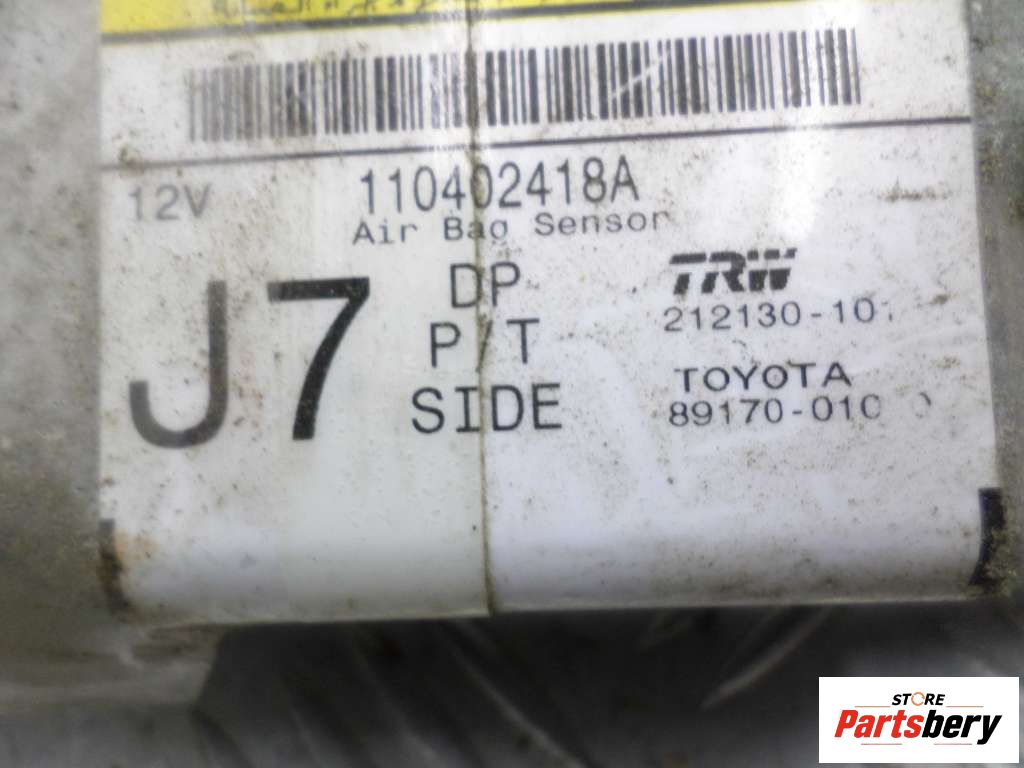 12V
110402418A
Air Bag Sensor
J7
DP
P/T
SIDE
TRW
TOYOTA
STORE
Partsbery